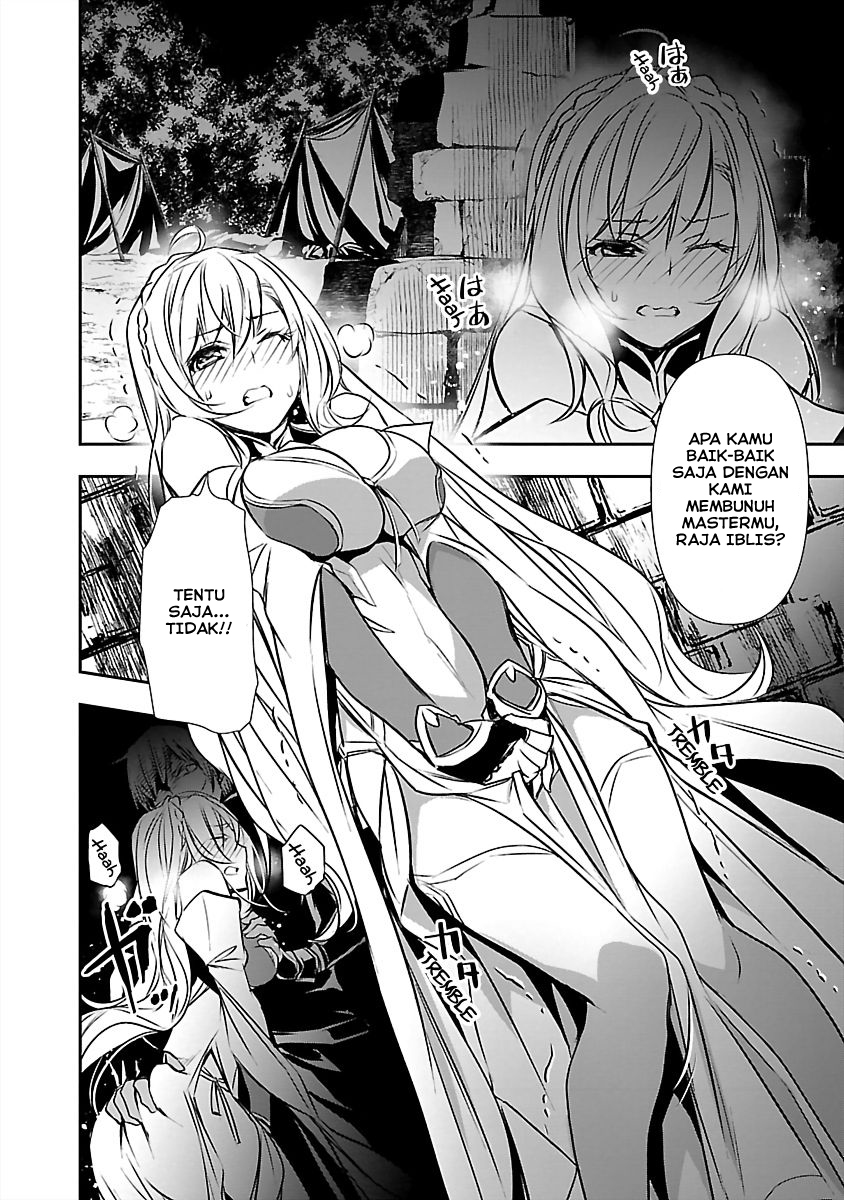 はぁ
Haah
はぁ
Haah
APA KAMU
BAIK-BAIK
SAJA DENGAN
KAMI
MEMBUNUH
MASTERMU,
RAJA IBLIS?
TENTU
SAJA...
TIDAK!!
カタ
TREMBLE
カタ
TREMBLE
Haah
Haah